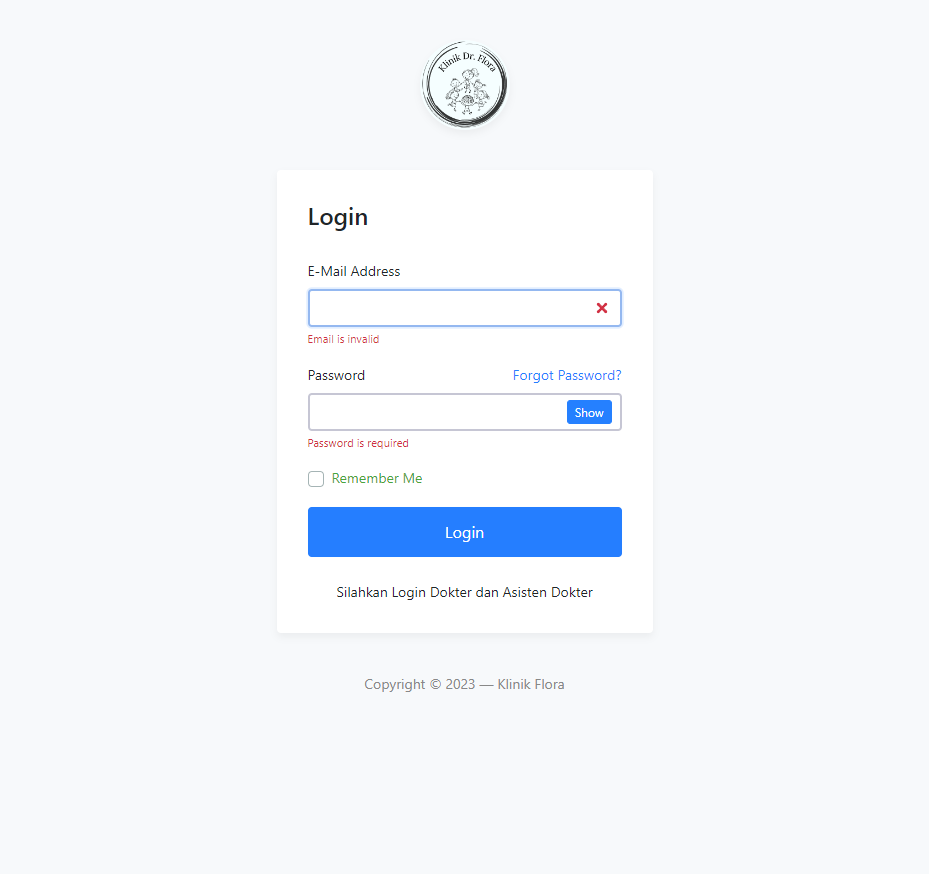 Klinik Dr. Flora
Login
E-Mail Address
Email is invalid
Password Forgot Password?
Show
Password is required
Remember Me
Login
Silahkan Login Dokter dan Asisten Dokter
Copyright © 2023 — Klinik Flora